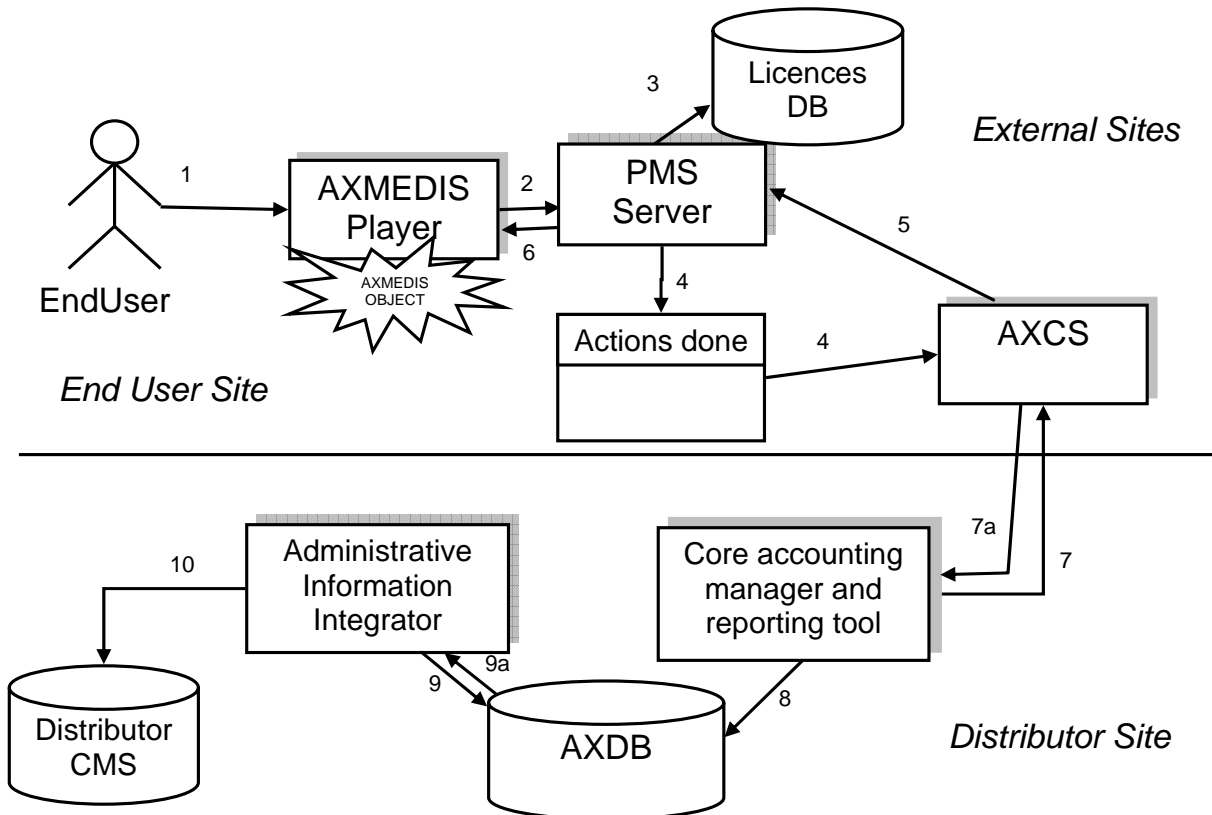 Licences
DB
3
External Sites
1
AXMEDIS
Player
2
PMS
Server
6
5
AXMEDIS
OBJECT
EndUser
4
Actions done
4
AXCS
End User Site
7a
7
Administrative
Information
Integrator
10
Core accounting
manager and
reporting tool
9a
9
8
Distributor
CMS
AXDB
Distributor Site